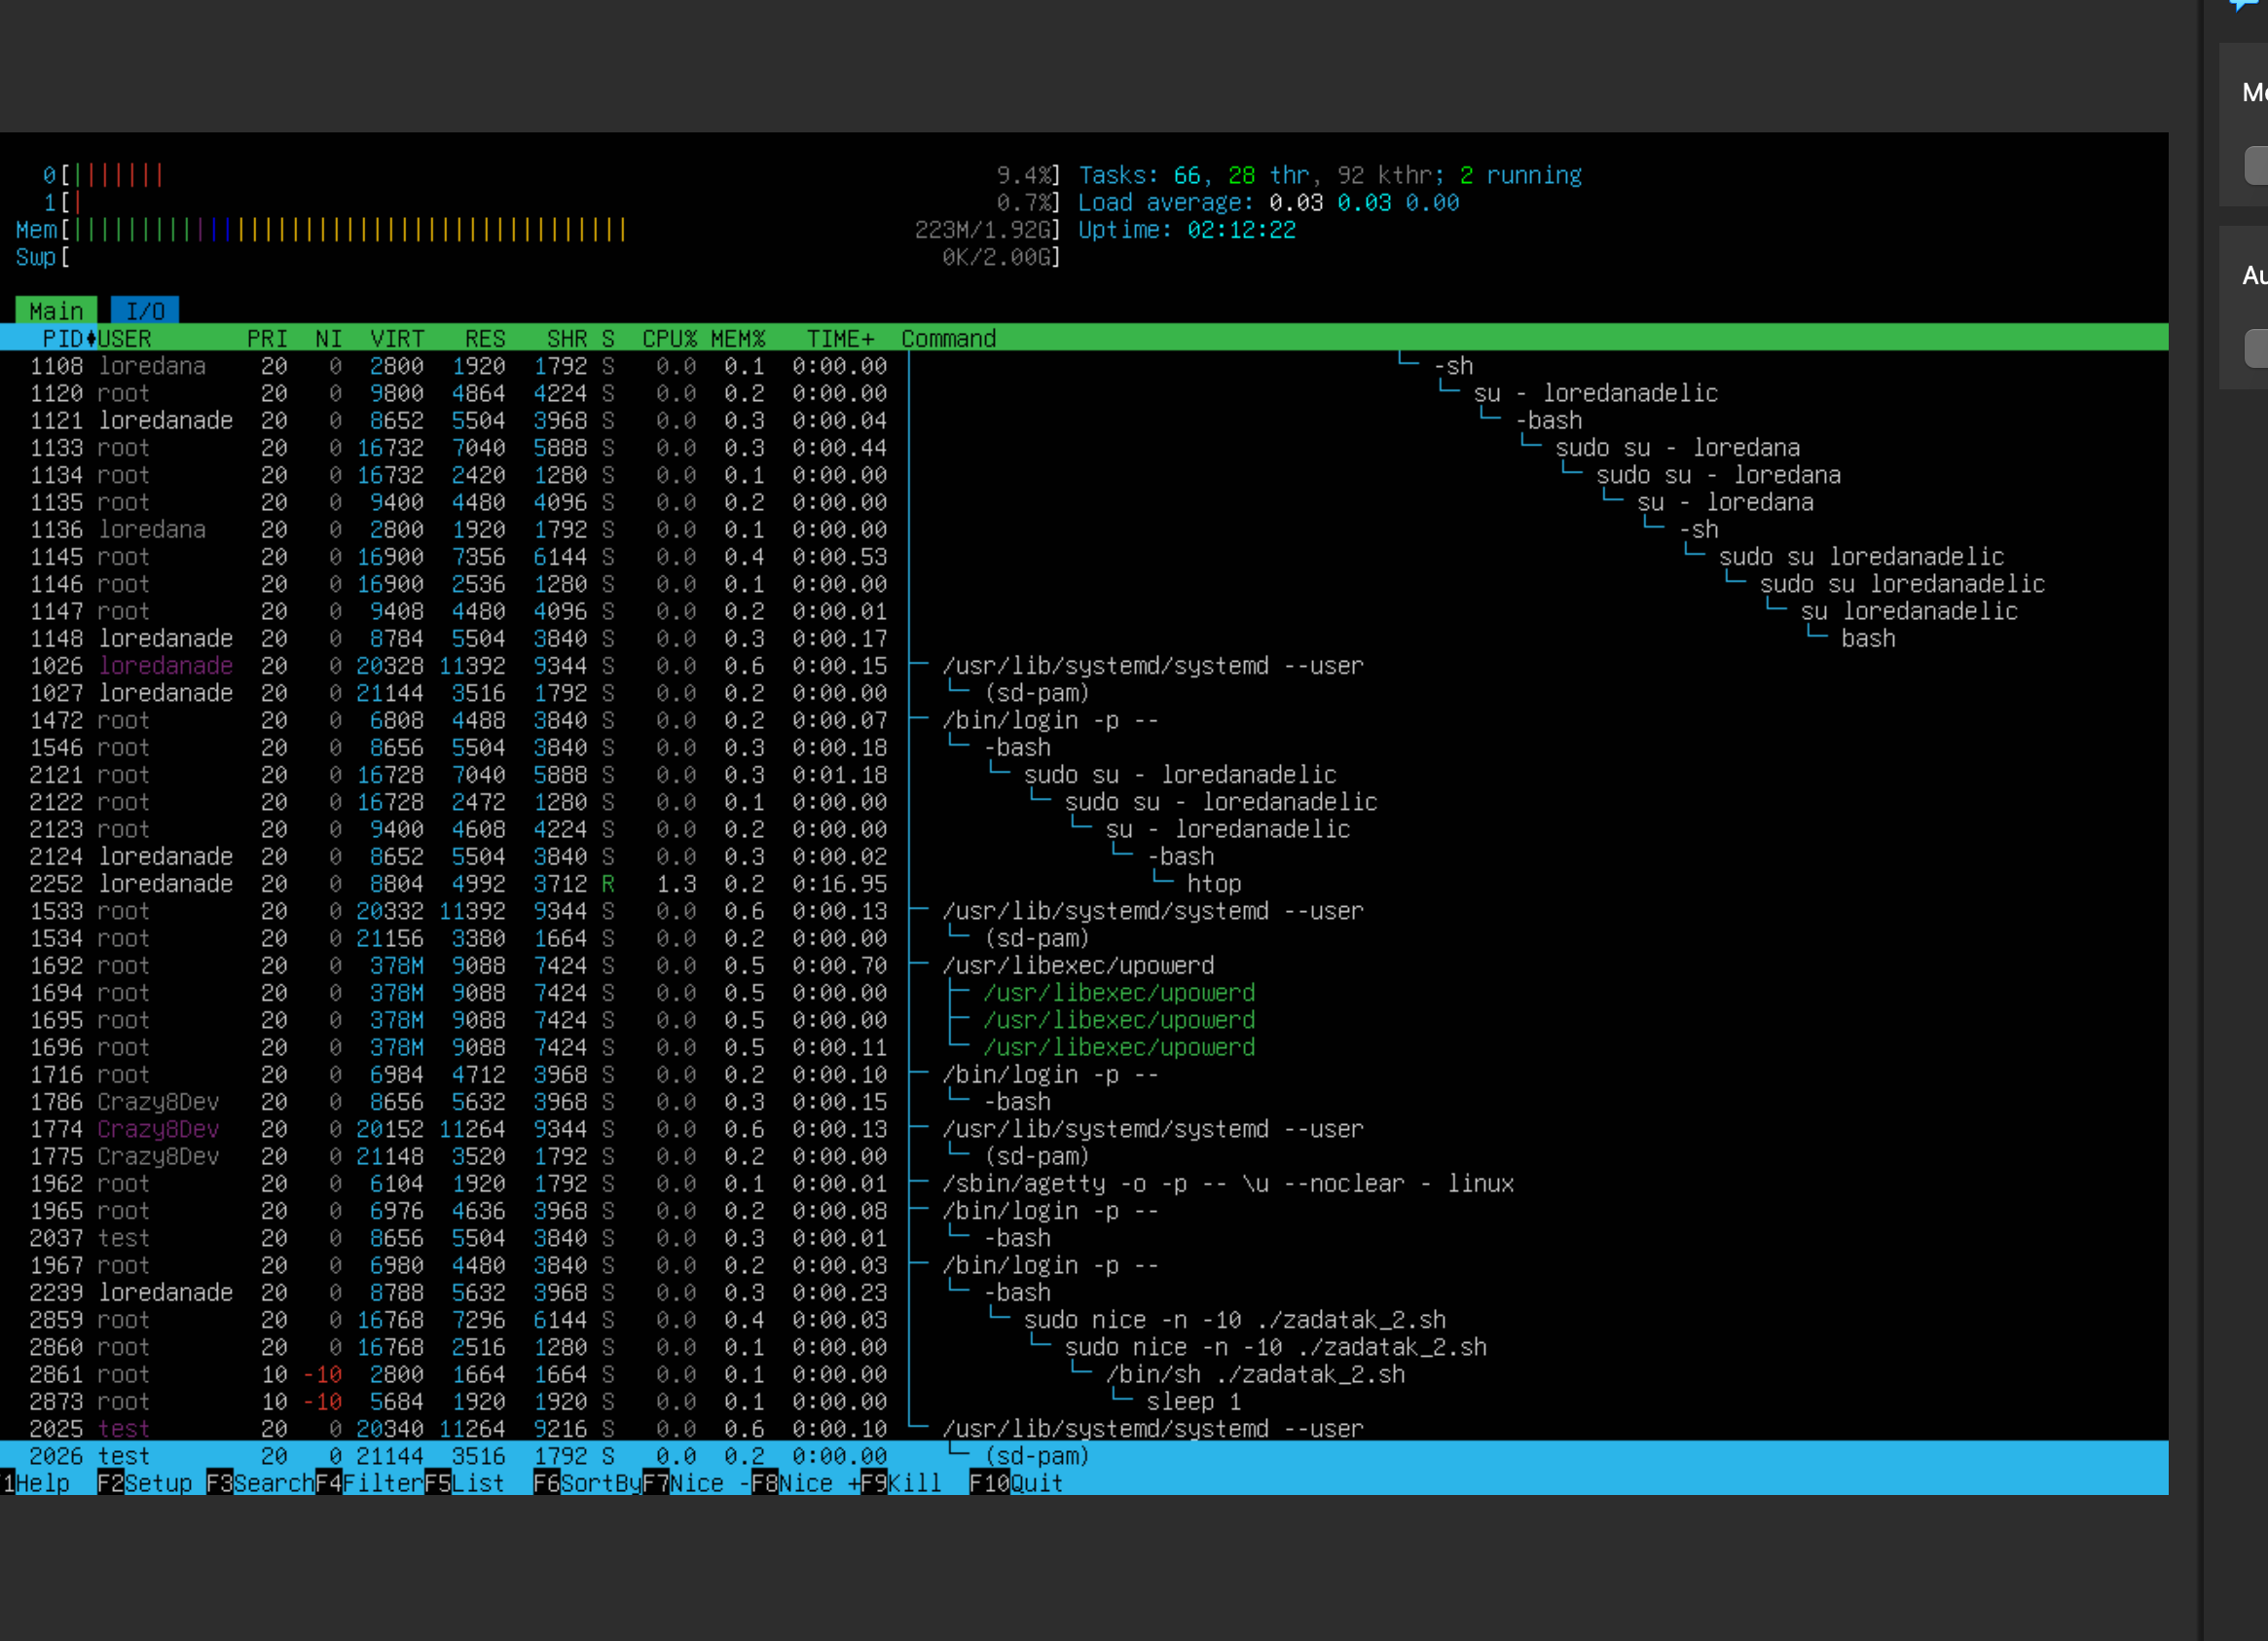 0[|||||||| 9.4%] Tasks: 66, 28 thr, 92 kthr; 2 running
1[| 0.7%] Load average: 0.03 0.03 0.00
Mem[||||||||||||||||||||||||||||||||||||||||| 223M/1.92G] Uptime: 02:12:22
Swp[ 0K/2.00G]
Main I/O
PID USER PRI NI VIRT RES SHR S CPU% MEM% TIME+ Command
1108 loredana 20 0 2800 1920 1792 S 0.0 0.1 0:00.00 -sh
1120 root 20 0 9800 4864 4224 S 0.0 0.2 0:00.00 su - loredanadelic
1121 loredanade 20 0 8652 5504 3968 S 0.0 0.3 0:00.04 -bash
1133 root 20 0 16732 7040 5888 S 0.0 0.3 0:00.44 sudo su - loredana
1134 root 20 0 16732 2420 1280 S 0.0 0.1 0:00.00 sudo su - loredana
1135 root 20 0 9400 4480 4096 S 0.0 0.2 0:00.00 su - loredana
1136 loredana 20 0 2800 1920 1792 S 0.0 0.1 0:00.00 -sh
1145 root 20 0 16900 7356 6144 S 0.0 0.4 0:00.53 sudo su loredanadelic
1146 root 20 0 16900 2536 1280 S 0.0 0.1 0:00.00 sudo su loredanadelic
1147 root 20 0 9408 4480 4096 S 0.0 0.2 0:00.01 su loredanadelic
1148 loredanade 20 0 8784 5504 3840 S 0.0 0.3 0:00.17 bash
1026 loredanade 20 0 20328 11392 9344 S 0.0 0.6 0:00.15 /usr/lib/systemd/systemd --user
1027 loredanade 20 0 21144 3516 1792 S 0.0 0.2 0:00.00 (sd-pam)
1472 root 20 0 6808 4488 3840 S 0.0 0.2 0:00.07 /bin/login -p --
1546 root 20 0 8656 5504 3840 S 0.0 0.3 0:00.18 -bash
2121 root 20 0 16728 7040 5888 S 0.0 0.3 0:01.18 sudo su - loredanadelic
2122 root 20 0 16728 2472 1280 S 0.0 0.1 0:00.00 sudo su - loredanadelic
2123 root 20 0 9400 4608 4224 S 0.0 0.2 0:00.00 su - loredanadelic
2124 loredanade 20 0 8652 5504 3840 S 0.0 0.3 0:00.02 -bash
2252 loredanade 20 0 8804 4992 3712 R 1.3 0.2 0:16.95 htop
1533 root 20 0 20332 11392 9344 S 0.0 0.6 0:00.13 /usr/lib/systemd/systemd --user
1534 root 20 0 21156 3380 1664 S 0.0 0.2 0:00.00 (sd-pam)
1692 root 20 0 378M 9088 7424 S 0.0 0.5 0:00.70 /usr/libexec/upowerd
1694 root 20 0 378M 9088 7424 S 0.0 0.5 0:00.00 /usr/libexec/upowerd
1695 root 20 0 378M 9088 7424 S 0.0 0.5 0:00.00 /usr/libexec/upowerd
1696 root 20 0 378M 9088 7424 S 0.0 0.5 0:00.11 /usr/libexec/upowerd
1716 root 20 0 6984 4712 3968 S 0.0 0.2 0:00.10 /bin/login -p --
1786 Crazy8Dev 20 0 8656 5632 3968 S 0.0 0.3 0:00.15 -bash
1774 Crazy8Dev 20 0 20152 11264 9344 S 0.0 0.6 0:00.13 /usr/lib/systemd/systemd --user
1775 Crazy8Dev 20 0 21148 3520 1792 S 0.0 0.2 0:00.00 (sd-pam)
1962 root 20 0 6104 1920 1792 S 0.0 0.1 0:00.01 /sbin/agetty -o -p -- \u --noclear - linux
1965 root 20 0 6976 4636 3968 S 0.0 0.2 0:00.08 /bin/login -p --
2037 test 20 0 8656 5504 3840 S 0.0 0.3 0:00.01 -bash
1967 root 20 0 6980 4480 3840 S 0.0 0.2 0:00.03 /bin/login -p --
2239 loredanade 20 0 8788 5632 3968 S 0.0 0.3 0:00.23 -bash
2859 root 20 0 16768 7296 6144 S 0.0 0.4 0:00.03 sudo nice -n -10 ./zadatak_2.sh
2860 root 20 0 16768 2516 1280 S 0.0 0.1 0:00.00 sudo nice -n -10 ./zadatak_2.sh
2861 root 10 -10 2800 1664 1664 S 0.0 0.1 0:00.00 /bin/sh ./zadatak_2.sh
2873 root 10 -10 5684 1920 1920 S 0.0 0.1 0:00.00 sleep 1
2025 test 20 0 20340 11264 9216 S 0.0 0.6 0:00.10 /usr/lib/systemd/systemd --user
2026 test 20 0 21144 3516 1792 S 0.0 0.2 0:00.00 (sd-pam)
1Help F2Setup F3SearchF4FilterF5List F6SortByF7Nice -F8Nice +F9Kill F10Quit